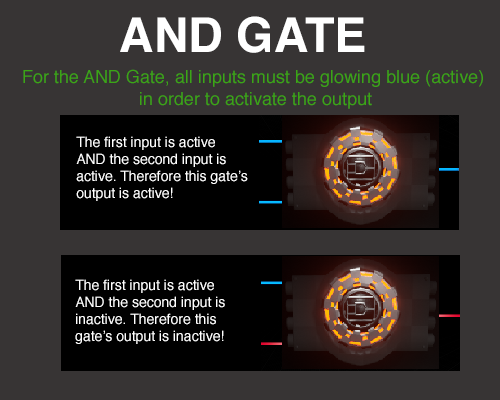 AND GATE
For the AND Gate, all inputs must be glowing blue (active)
in order to activate the output
The first input is active
AND the second input is
active. Therefore this gate's
output is active!
The first input is active
AND the second input is
inactive. Therefore this
gate's output is inactive!